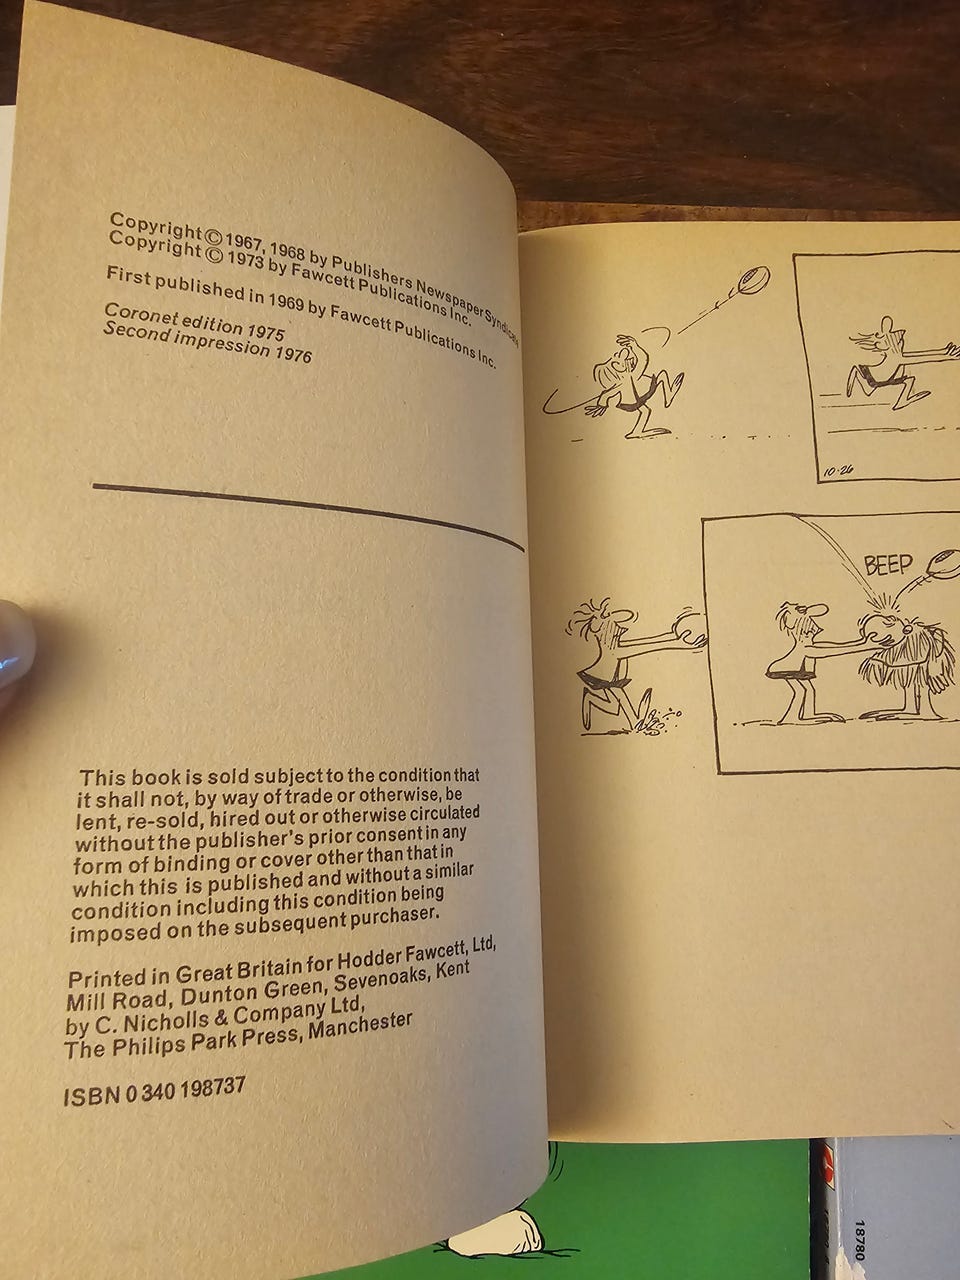 Copyright © 1967, 1968 by Publishers Newspaper Syndicate
Copyright © 1973 by Fawcett Publications Inc.
First published in 1969 by Fawcett Publications Inc.
Coronet edition 1975
Second impression 1976
This book is sold subject to the condition that
it shall not, by way of trade or otherwise, be
lent, re-sold, hired out or otherwise circulated
without the publisher's prior consent in any
form of binding or cover other than that in
which this is published and without a similar
condition including this condition being
imposed on the subsequent purchaser.
Printed in Great Britain for Hodder Fawcett, Ltd,
Mill Road, Dunton Green, Sevenoaks, Kent
by C. Nicholls & Company Ltd,
The Philips Park Press, Manchester
ISBN 0 340 198737
10-26
BEEP
18780